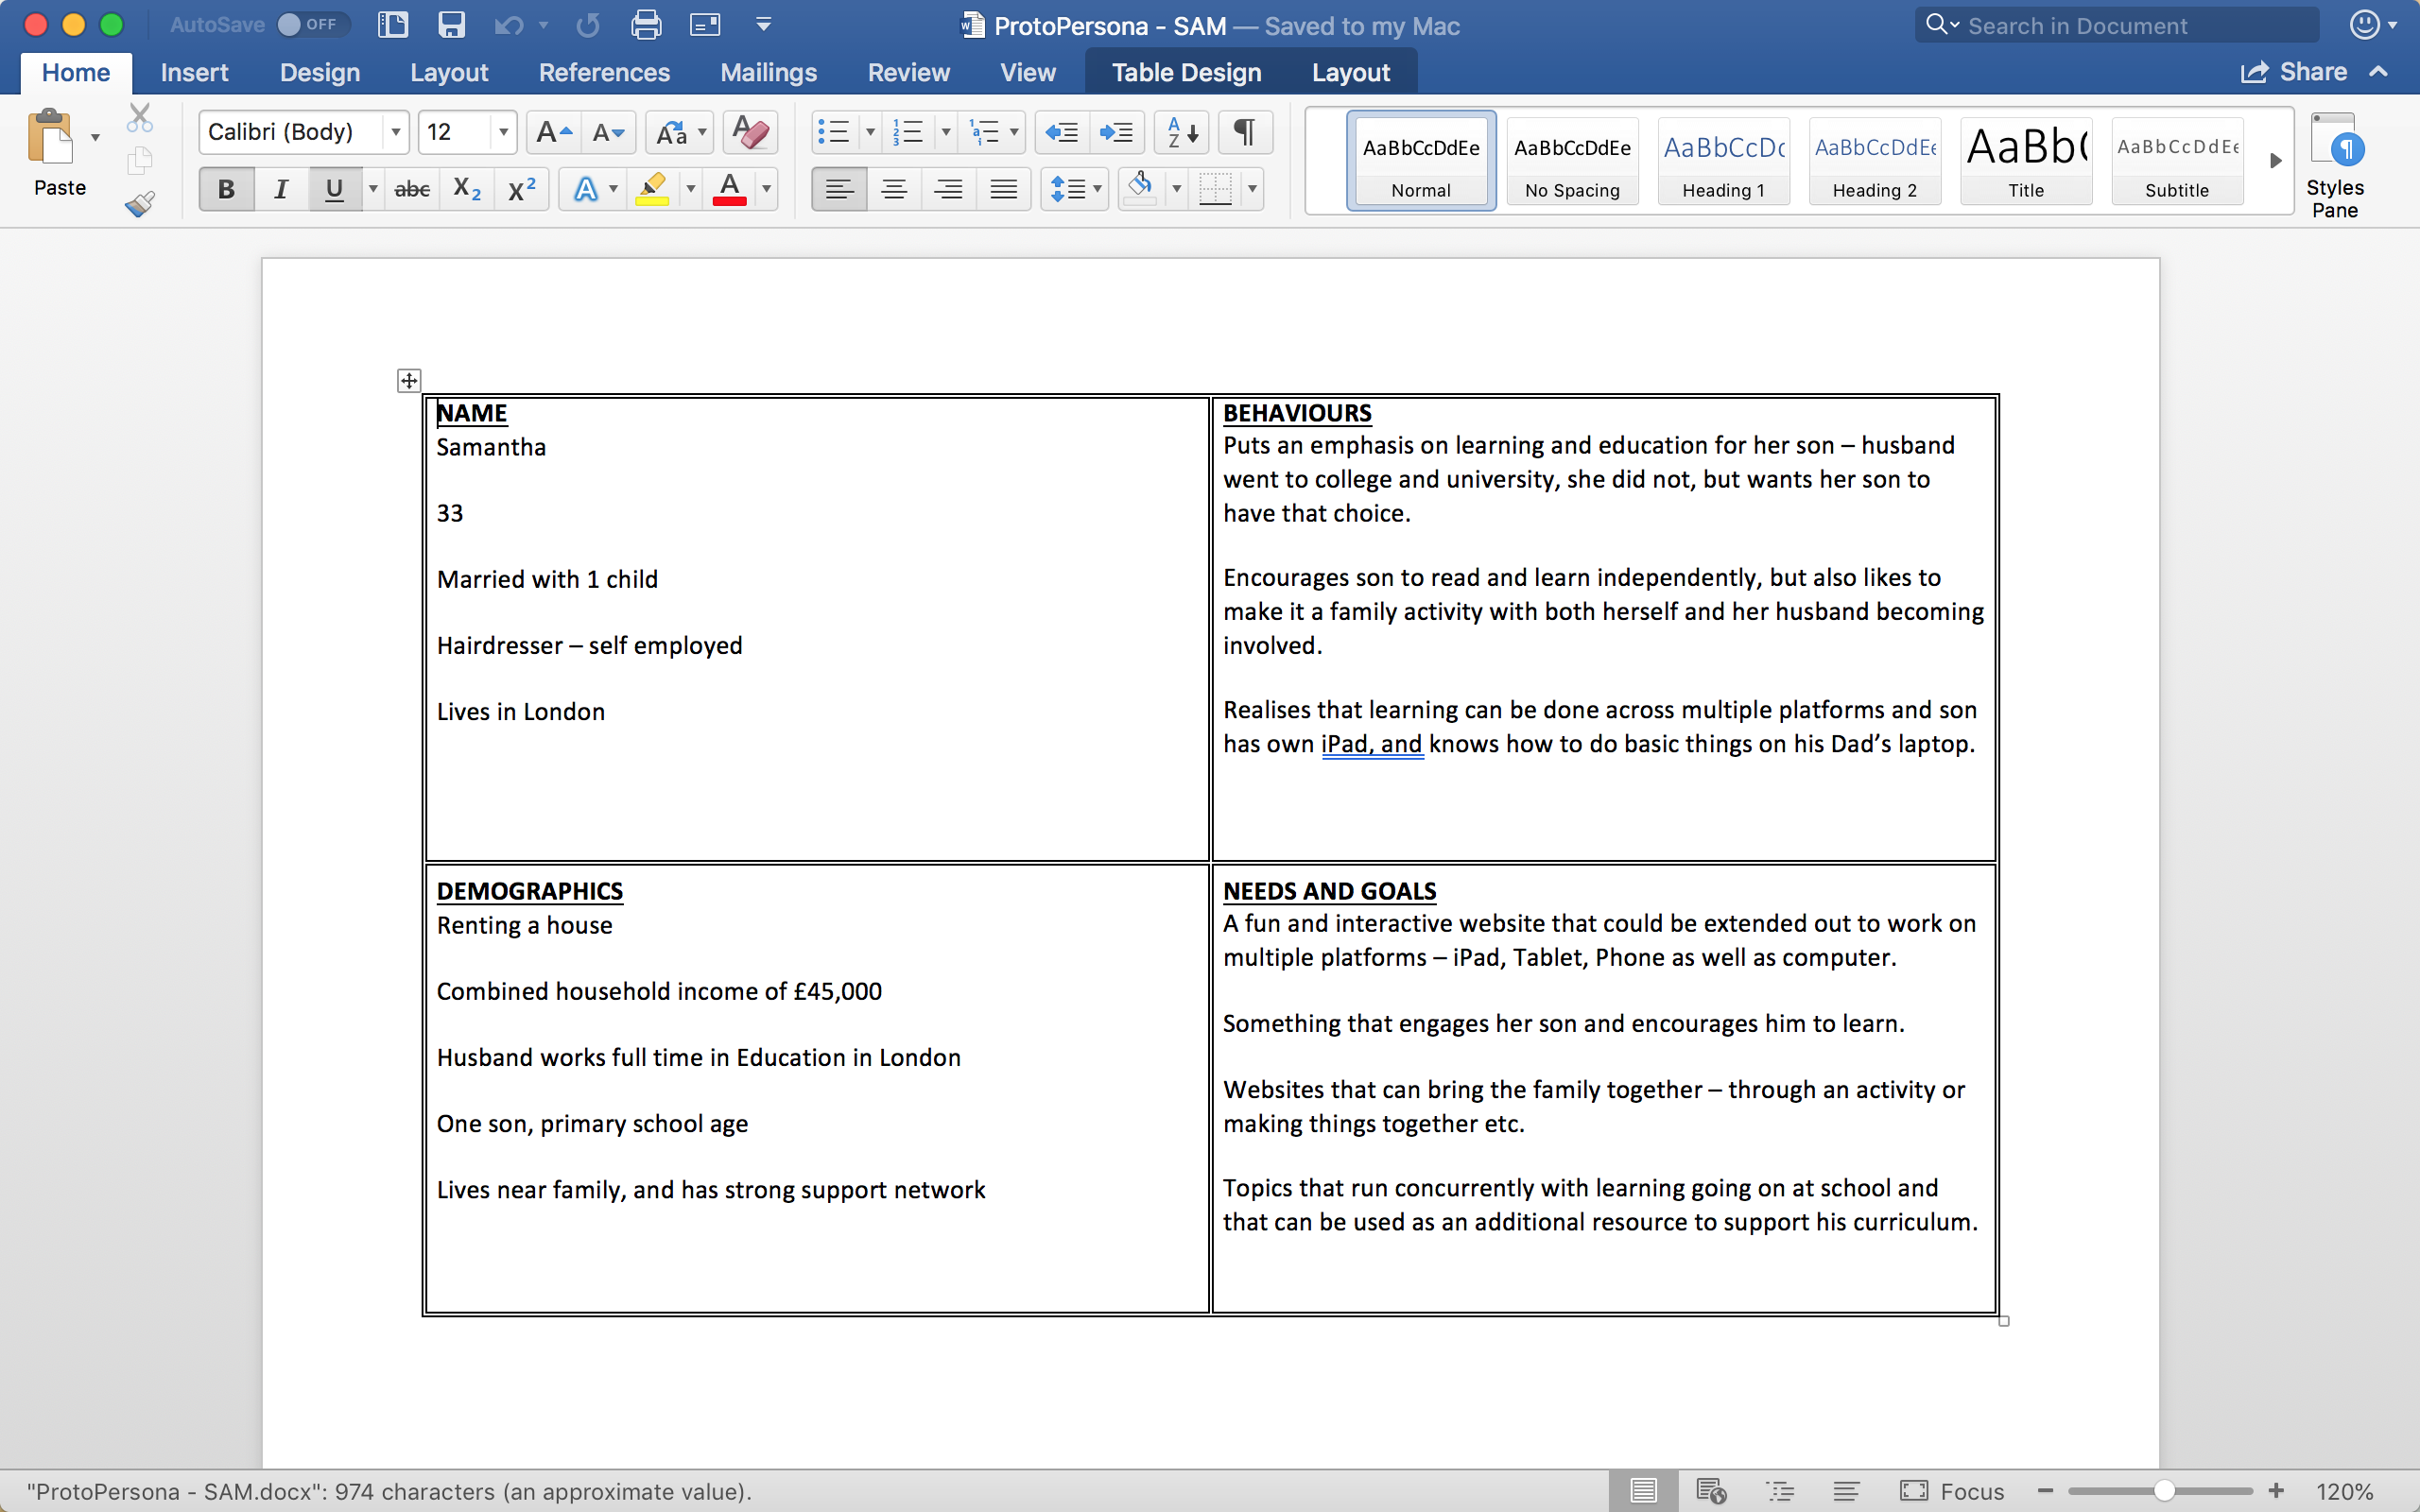 AutoSave OFF
ProtoPersona - SAM — Saved to my Mac
Search in Document
Home Insert Design Layout References Mailings Review View Table Design Layout
Share
Paste
Calibri (Body) 12
AaBbCcDdEe AaBbCcDdEe AaBbCcDc AaBbCcDdEe AaBb( AaBbCcDdEe
Normal No Spacing Heading 1 Heading 2 Title Subtitle
Styles
Pane
NAME
Samantha
33
Married with 1 child
Hairdresser – self employed
Lives in London
BEHAVIOURS
Puts an emphasis on learning and education for her son – husband
went to college and university, she did not, but wants her son to
have that choice.
Encourages son to read and learn independently, but also likes to
make it a family activity with both herself and her husband becoming
involved.
Realises that learning can be done across multiple platforms and son
has own iPad, and knows how to do basic things on his Dad’s laptop.
DEMOGRAPHICS
Renting a house
Combined household income of £45,000
Husband works full time in Education in London
One son, primary school age
Lives near family, and has strong support network
NEEDS AND GOALS
A fun and interactive website that could be extended out to work on
multiple platforms – iPad, Tablet, Phone as well as computer.
Something that engages her son and encourages him to learn.
Websites that can bring the family together – through an activity or
making things together etc.
Topics that run concurrently with learning going on at school and
that can be used as an additional resource to support his curriculum.
"ProtoPersona - SAM.docx": 974 characters (an approximate value).
Focus
120%